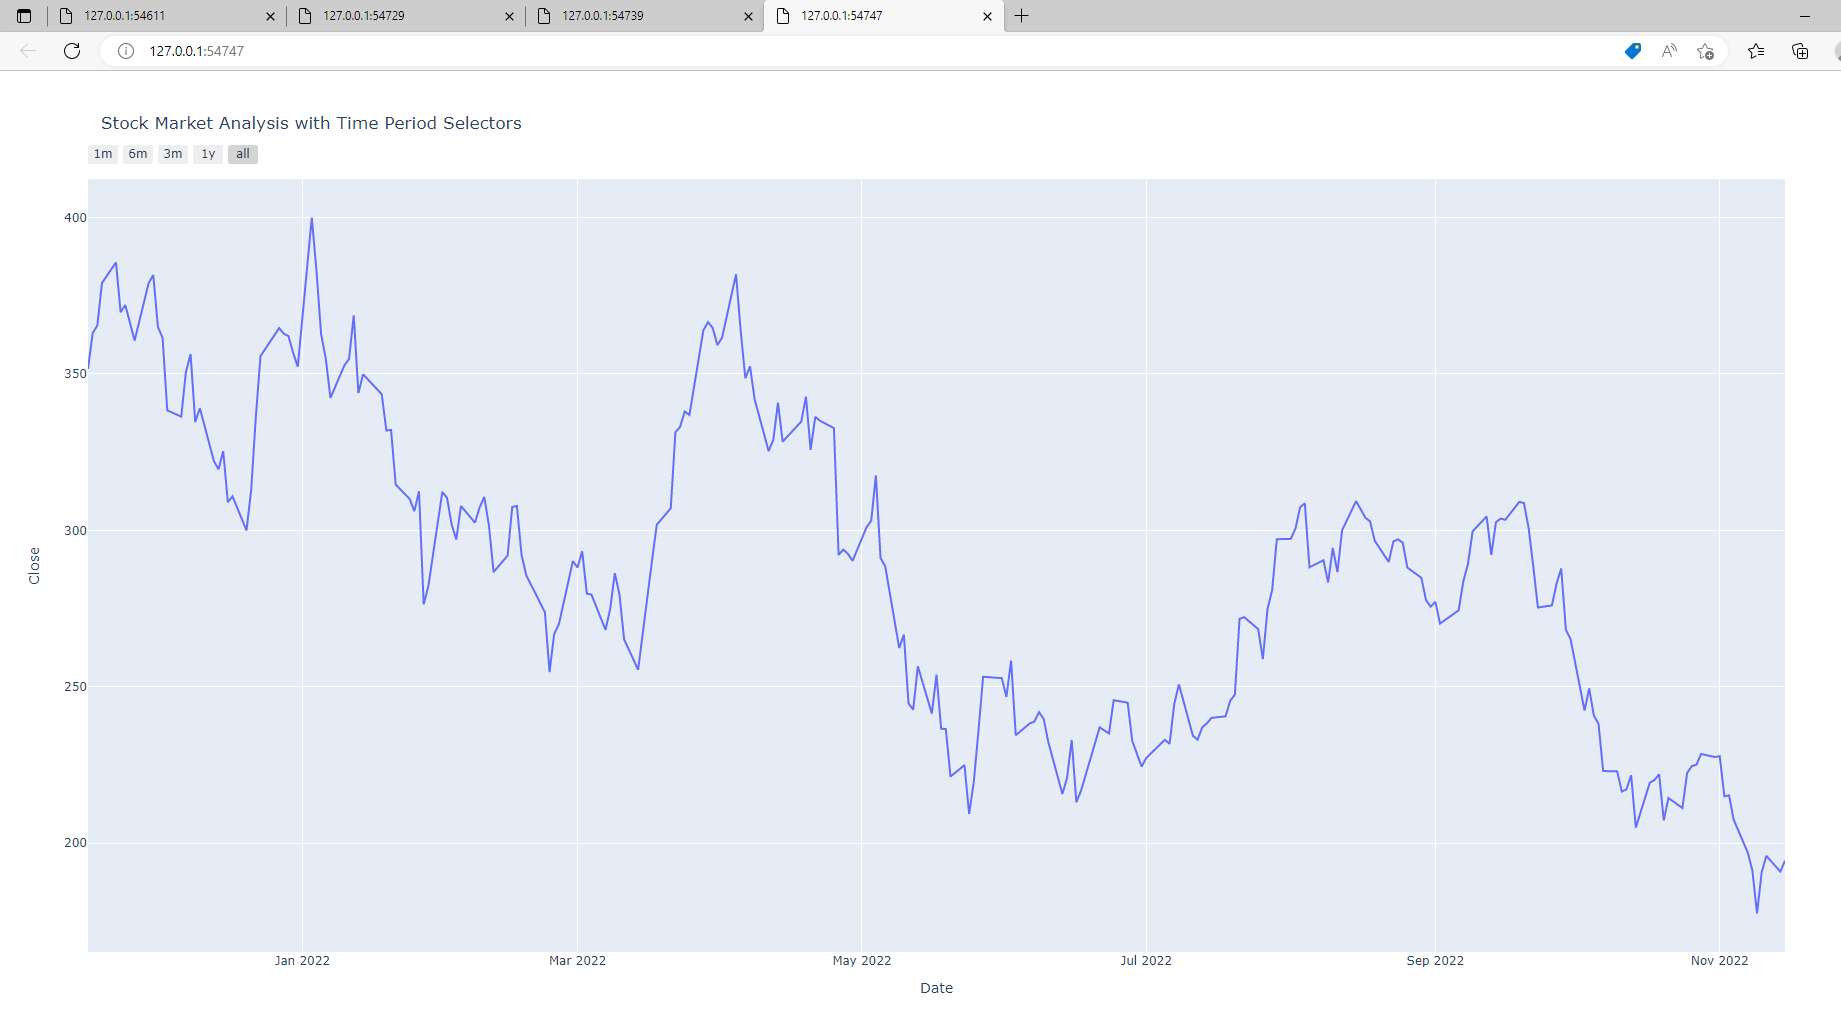 127.0.0.1:54611
127.0.0.1:54729
127.0.0.1:54739
127.0.0.1:54747
127.0.0.1:54747
Stock Market Analysis with Time Period Selectors
1m 6m 3m 1y all
400
350
300
250
200
Close
Jan 2022 Mar 2022 May 2022 Jul 2022 Sep 2022 Nov 2022
Date